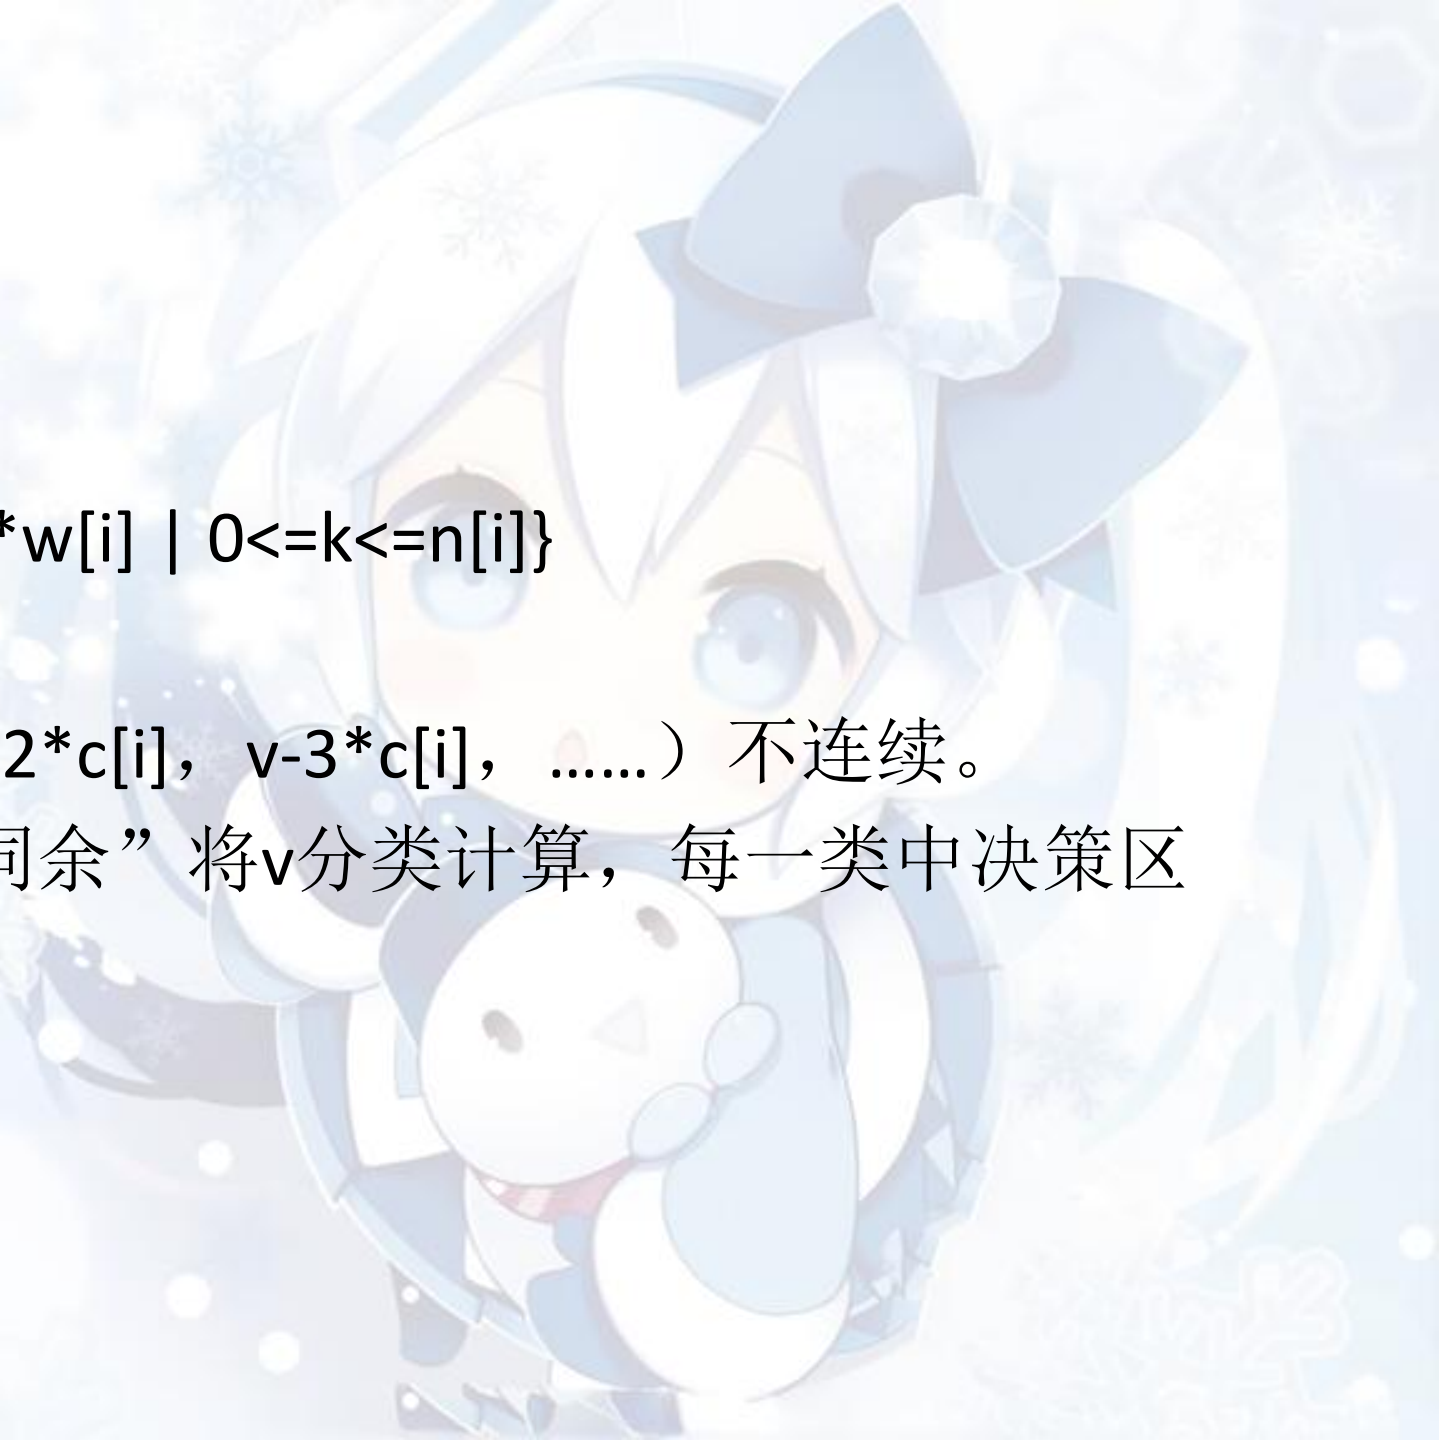 *w[i] | 0<=k<=n[i]}
2*c[i]，v-3*c[i]，……）不连续。
同余”将v分类计算，每一类中决策区